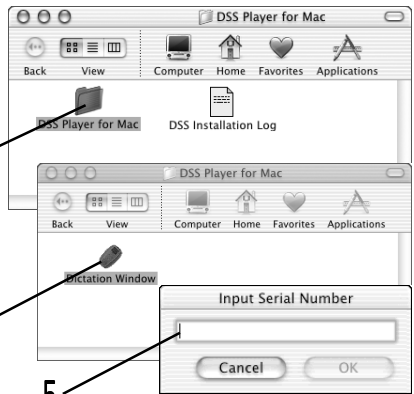 DSS Player for Mac
Back View Computer Home Favorites Applications
DSS Player for Mac DSS Installation Log
DSS Player for Mac
Back View Computer Home Favorites Applications
Dictation Window
Input Serial Number
Cancel OK
5